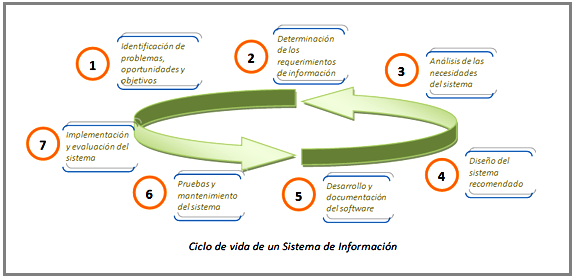 1
Identificación de
problemas,
oportunidades y
objetivos
2
Determinación
de los
requerimientos
de información
3
Análisis de las
necesidades
del sistema
4
Diseño del
sistema
recomendado
5
Desarrollo y
documentación
del software
6
Pruebas y
mantenimiento
del sistema
7
Implementación
y evaluación del
sistema
Ciclo de vida de un Sistema de Información